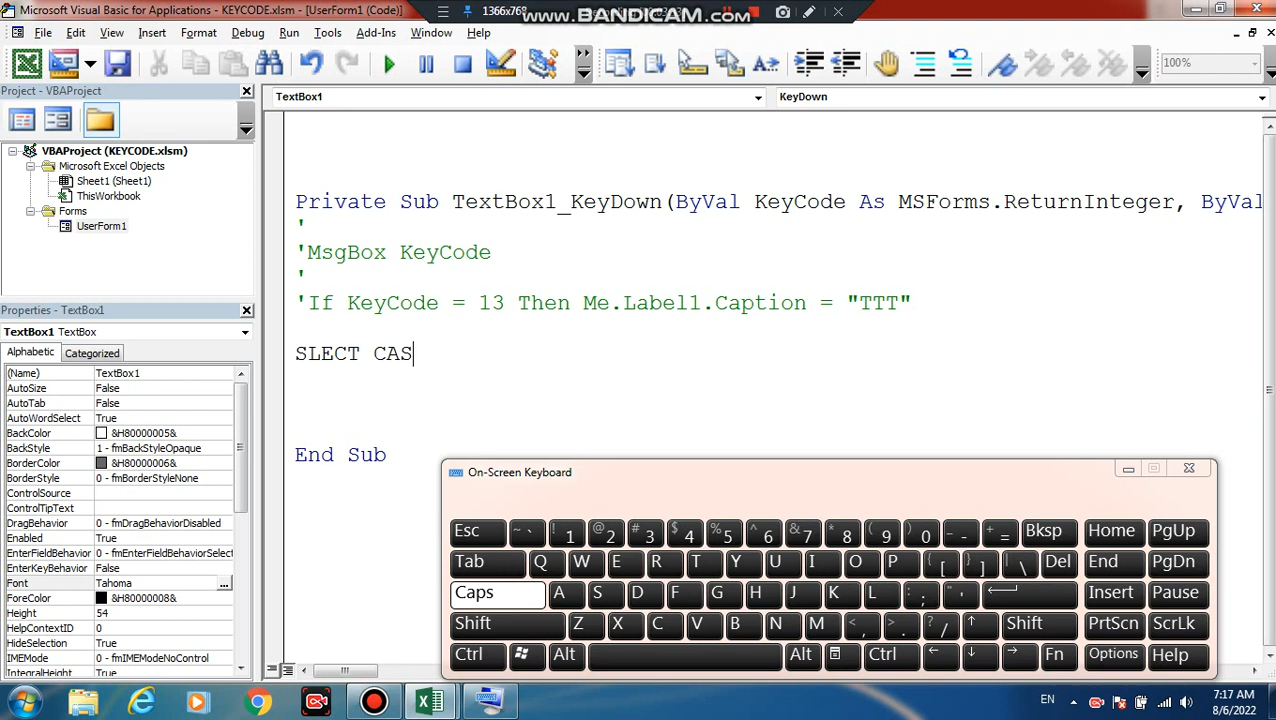 Microsoft Visual Basic for Applications - KEYCODE.xlsm - [UserForm1 (Code)]
1366x768
www.BANDICAM.com
File Edit View Insert Format Debug Run Tools Add-Ins Window Help
100%
Project - VBAProject
TextBox1
KeyDown
VBAProject (KEYCODE.xlsm)
Microsoft Excel Objects
Sheet1 (Sheet1)
ThisWorkbook
Forms
UserForm1
Private Sub TextBox1_KeyDown(ByVal KeyCode As MSForms.ReturnInteger, ByVal
'
'MsgBox KeyCode
'
'If KeyCode = 13 Then Me.Label1.Caption = "TTT"
SLECT CAS
End Sub
Properties - TextBox1
TextBox1 TextBox
Alphabetic Categorized
(Name) TextBox1
AutoSize False
AutoTab False
AutoWordSelect True
BackColor &H80000005&
BackStyle 1 - fmBackStyleOpaque
BorderColor &H80000006&
BorderStyle 0 - fmBorderStyleNone
ControlSource
ControlTipText
DragBehavior 0 - fmDragBehaviorDisabled
Enabled True
EnterFieldBehavior 0 - fmEnterFieldBehaviorSelect
EnterKeyBehavior False
Font Tahoma ...
ForeColor &H80000008&
Height 54
HelpContextID 0
HideSelection True
IMEMode 0 - fmIMEModeNoControl
IntegralHeight True
On-Screen Keyboard
Esc ~ ` ! 1 @ 2 # 3 $ 4 % 5 ^ 6 & 7 * 8 ( 9 ) 0 _ - + = Bksp Home PgUp
Tab Q W E R T Y U I O P { [ } ] | \ Del End PgDn
Caps A S D F G H J K L : ; " ' Insert Pause
Shift Z X C V B N M < , > . ? / ↑ Shift PrtScn ScrLk
Ctrl Alt Alt Ctrl ← ↓ → Fn Options Help
EN
7:17 AM
8/6/2022